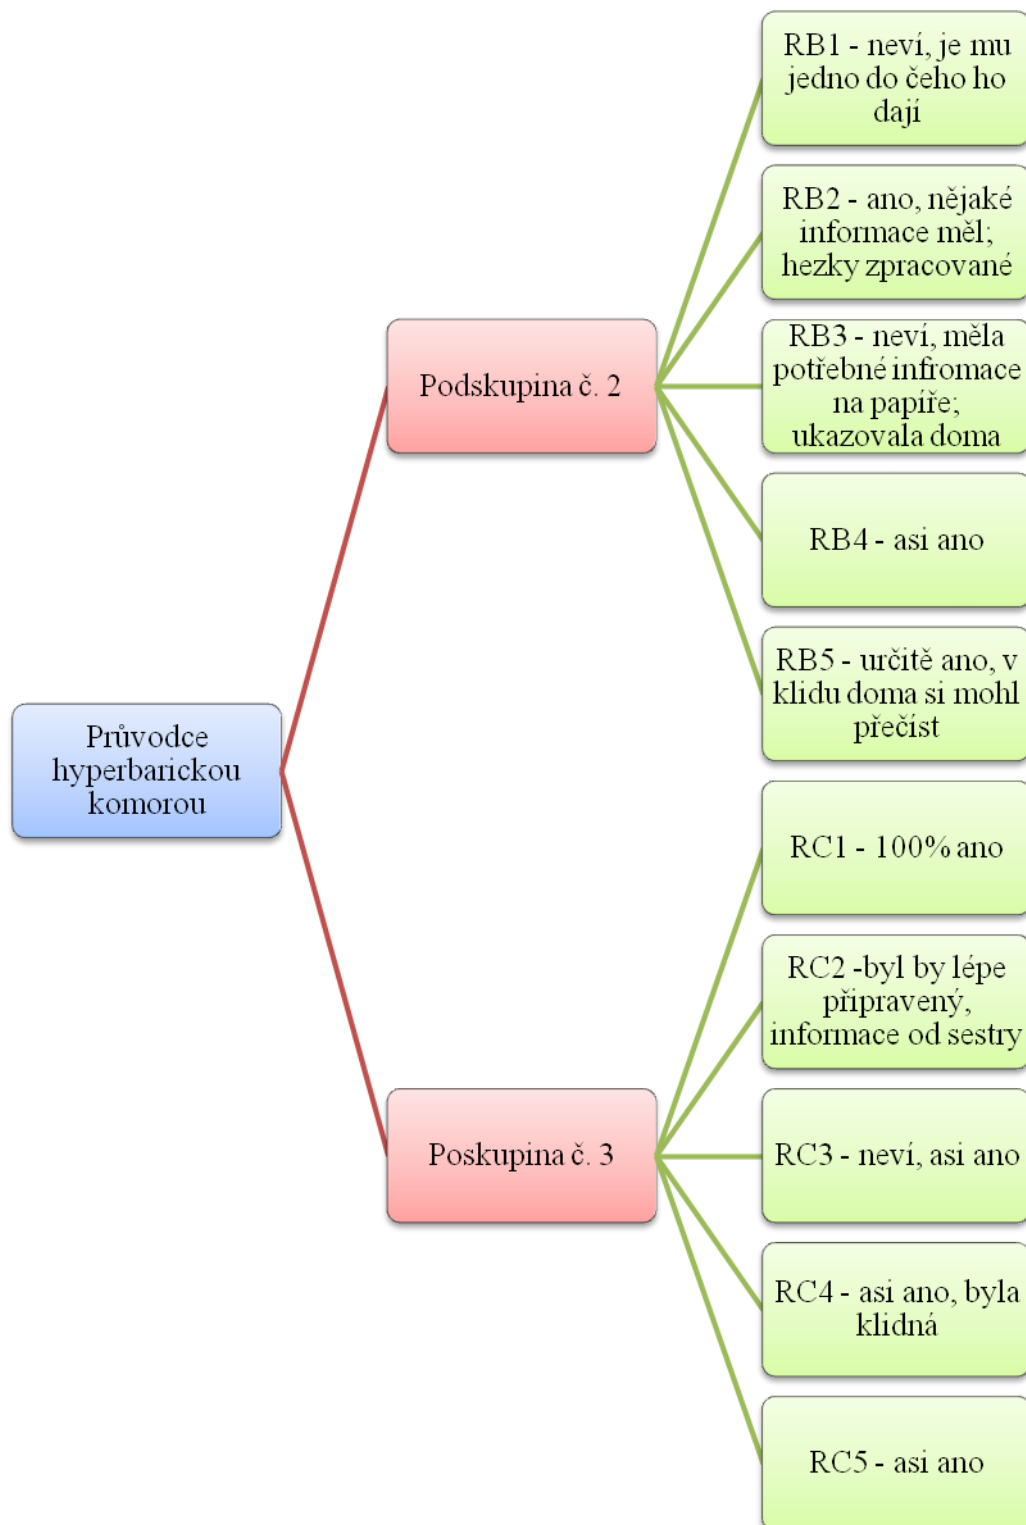 Průvodce
hyperbarickou
komorou
Podskupina č. 2
RB1 - neví, je mu
jedno do čeho ho
dají
RB2 - ano, nějaké
informace měl;
hezky zpracované
RB3 - neví, měla
potřebné infromace
na papíře;
ukazovala doma
RB4 - asi ano
RB5 - určitě ano, v
klidu doma si mohl
přečíst
Poskupina č. 3
RC1 - 100% ano
RC2 -byl by lépe
připravený,
informace od sestry
RC3 - neví, asi ano
RC4 - asi ano, byla
klidná
RC5 - asi ano